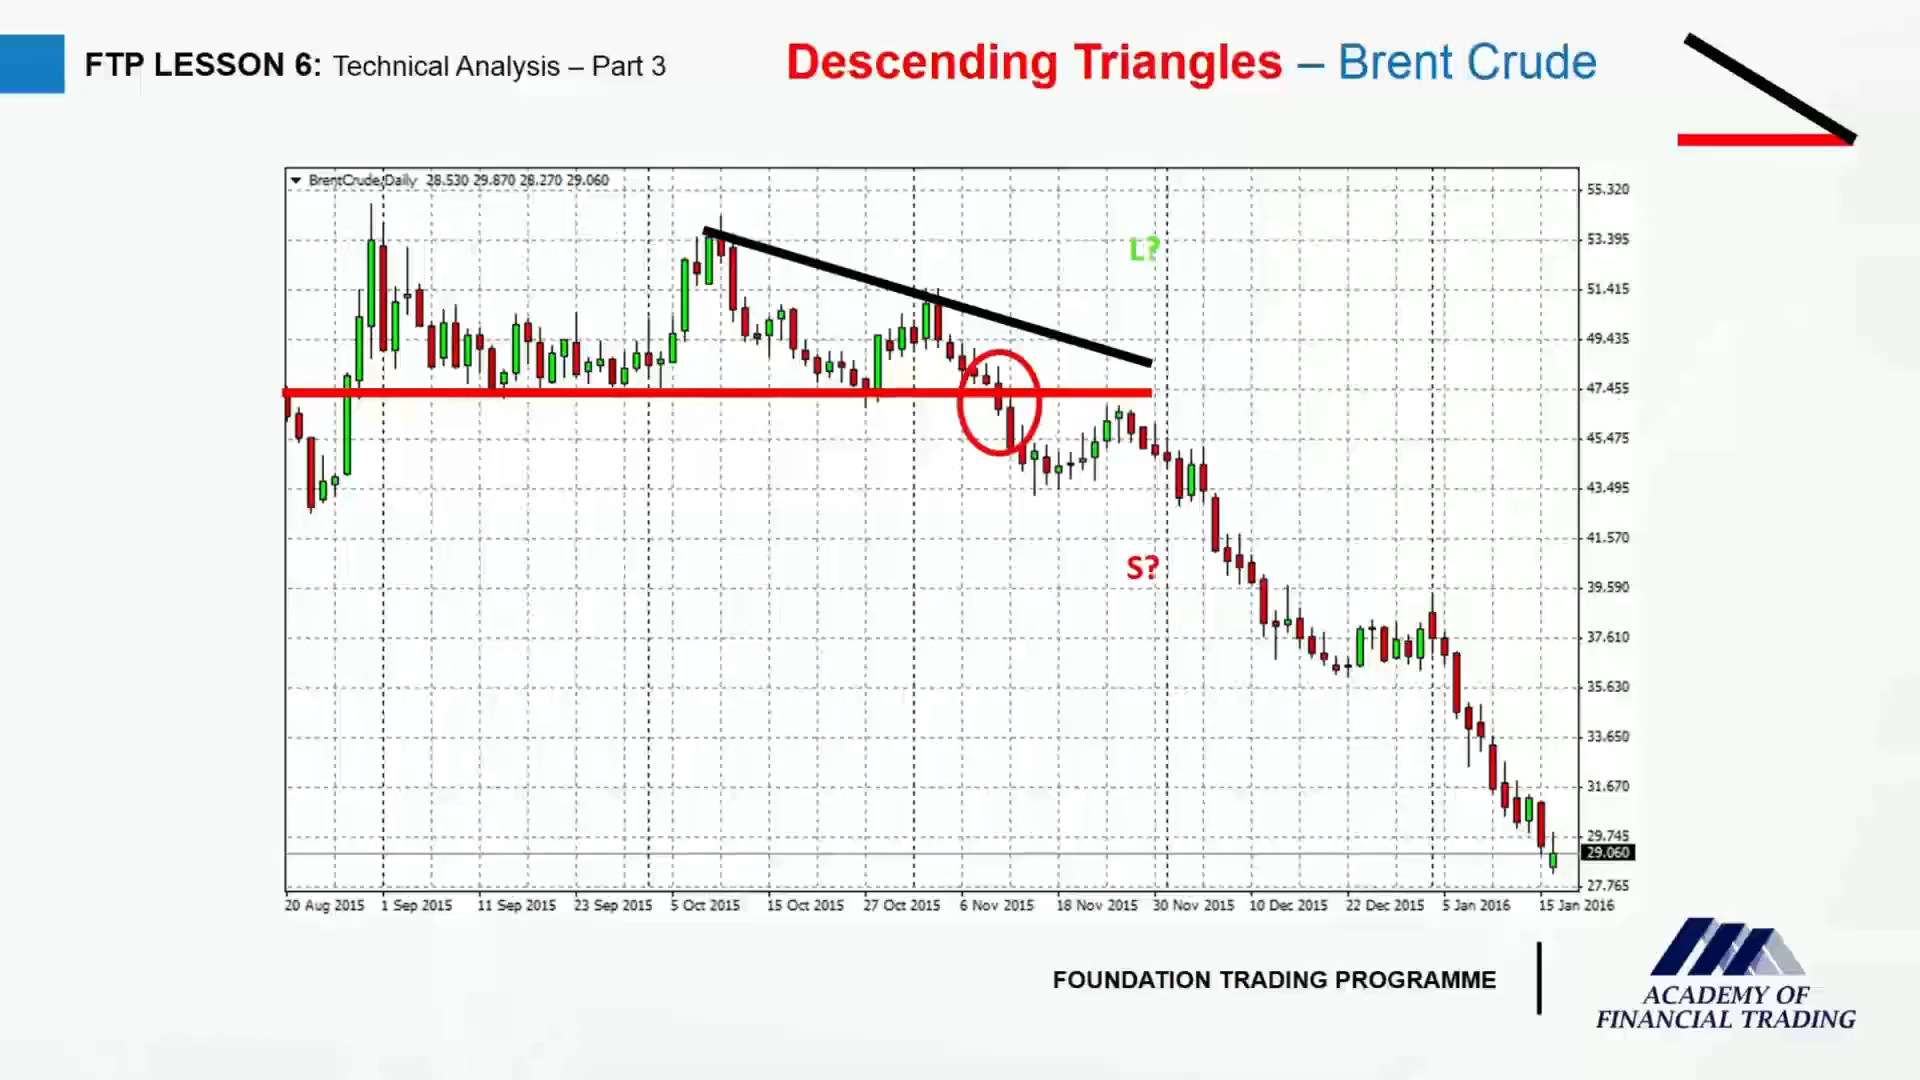 FTP LESSON 6: Technical Analysis – Part 3
Descending Triangles – Brent Crude
BrentCrude,Daily 28.530 29.870 28.270 29.060
55.320
53.395
L?
51.415
49.435
47.455
45.475
43.495
41.570
S?
39.590
37.610
35.630
33.650
31.670
29.745
29.060
27.765
20 Aug 2015 1 Sep 2015 11 Sep 2015 23 Sep 2015 5 Oct 2015 15 Oct 2015 27 Oct 2015 6 Nov 2015 18 Nov 2015 30 Nov 2015 10 Dec 2015 22 Dec 2015 5 Jan 2016 15 Jan 2016
FOUNDATION TRADING PROGRAMME
ACADEMY OF
FINANCIAL TRADING